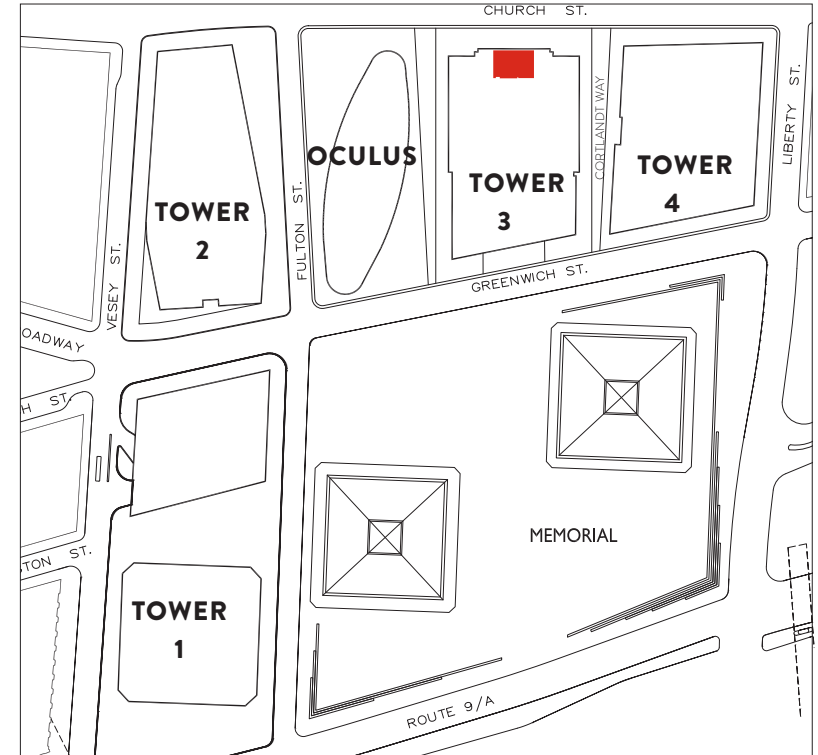 CHURCH ST.
OCULUS
TOWER
2
TOWER
3
CORTLANDT WAY
TOWER
4
LIBERTY ST.
FULTON ST.
VESEY ST.
GREENWICH ST.
OADWAY
H ST.
MEMORIAL
TON ST.
TOWER
1
ROUTE 9/A